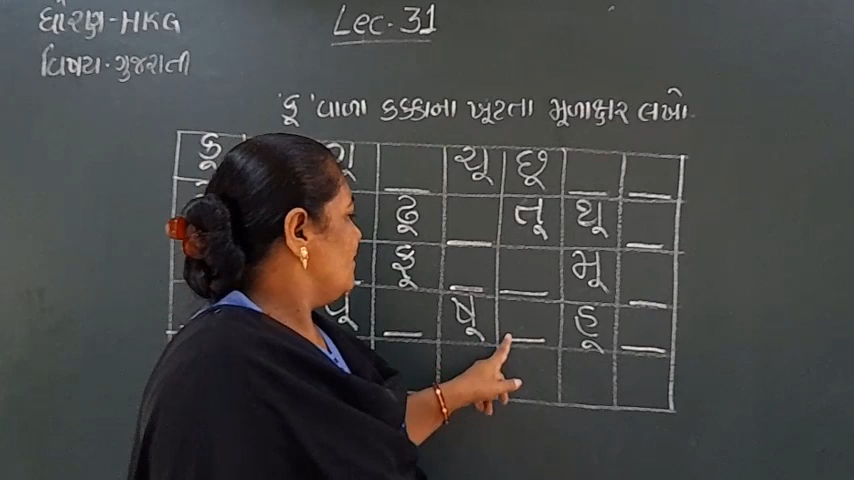 ધોરણ-HKG
Lec.31
વિષય.ગુજરાતી
'કૂ' વાળા કક્કાના ખૂટતા મૂળાક્ષર લખો.
કૂ ગૂ _ ચૂ છૂ _ _
ઢૂ _ તૂ થૂ _
ફૂ _ _ મૂ _
_ ષૂ _ હૂ _